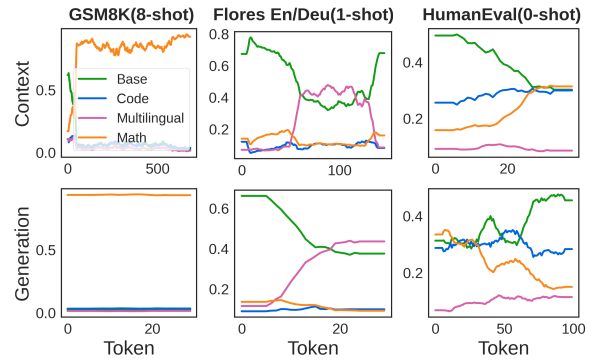 GSM8K(8-shot) Flores En/Deu(1-shot) HumanEval(0-shot)
Context
0.5
0.0
0 500
Base
Code
Multilingual
Math
0.8
0.6
0.4
0.2
0 100
0.4
0.2
0 20
Generation
0.5
0.0
0 20
Token
0.6
0.4
0.2
0 20
Token
0.4
0.2
0 50 100
Token